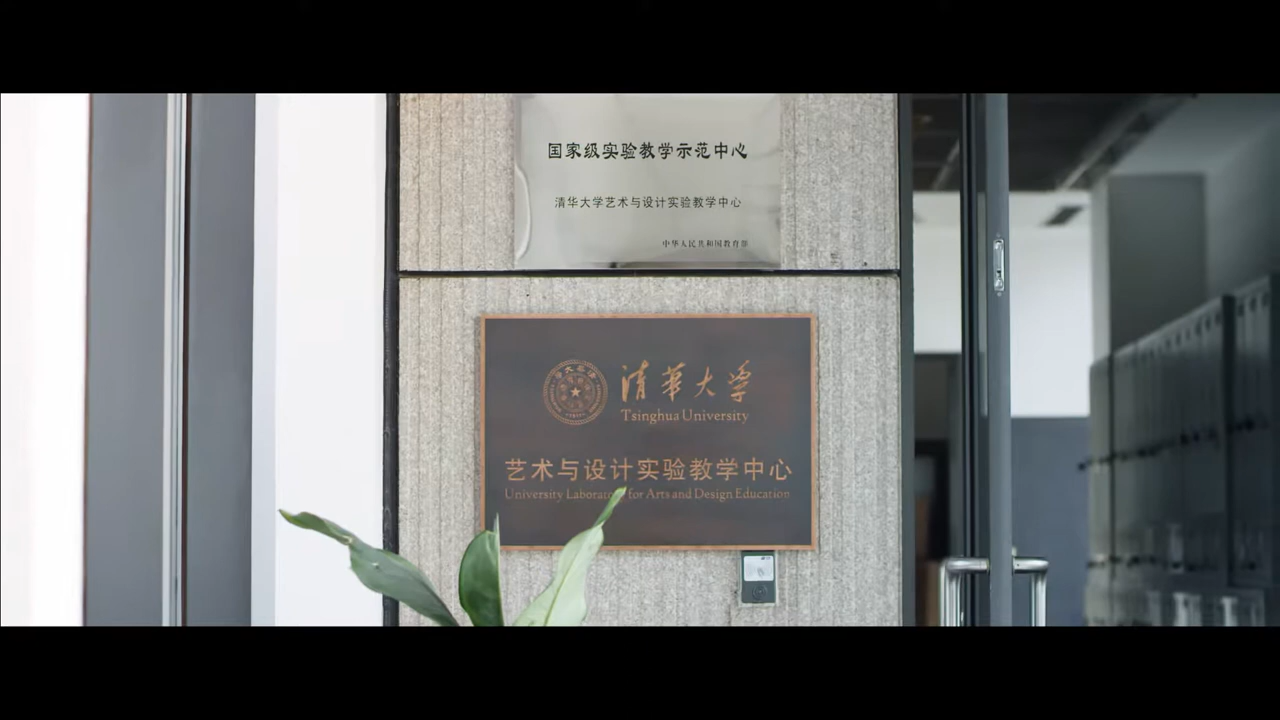 国家级实验教学示范中心
清华大学艺术与设计实验教学中心
中华人民共和国教育部
清華大学
Tsinghua University
艺术与设计实验教学中心
University Laboratory for Arts and Design Education